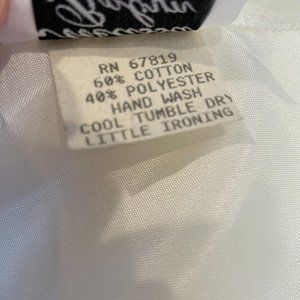 RN 67819
60% COTTON
40% POLYESTER
HAND WASH
COOL TUMBLE DRY
LITTLE IRONING